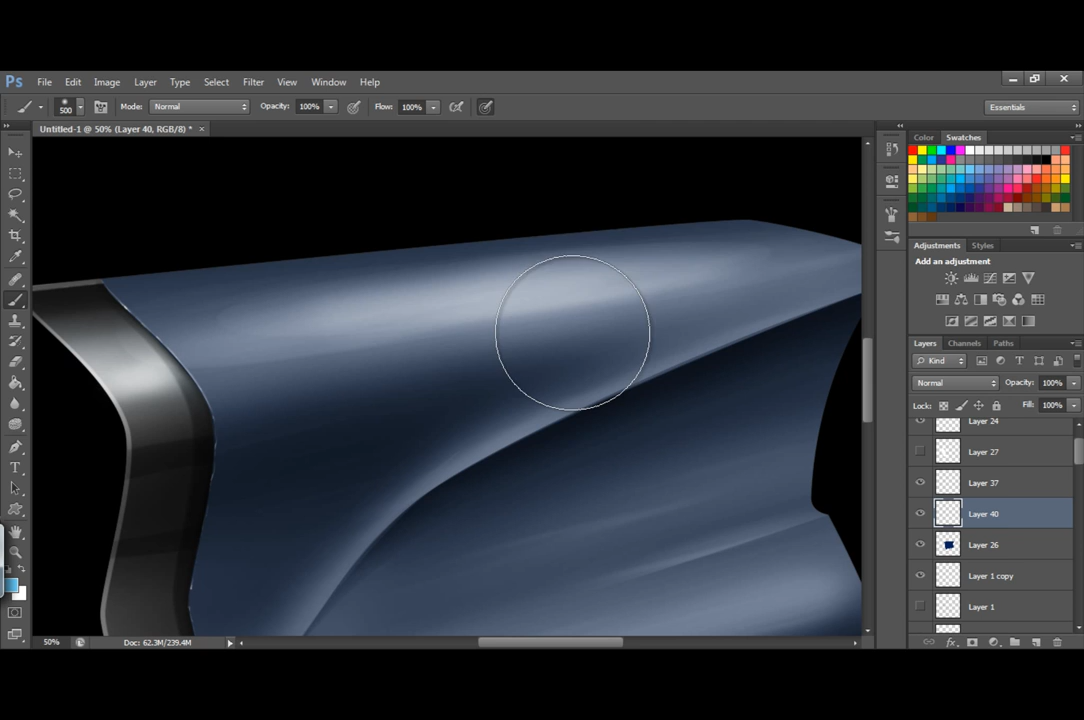 Ps File Edit Image Layer Type Select Filter View Window Help
500 Mode: Normal Opacity: 100% Flow: 100% Essentials
Untitled-1 @ 50% (Layer 40, RGB/8) * ×
Color Swatches
Adjustments Styles
Add an adjustment
Layers Channels Paths
Kind
Normal Opacity: 100%
Lock: Fill: 100%
Layer 24
Layer 27
Layer 37
Layer 40
Layer 26
Layer 1 copy
Layer 1
50% Doc: 62.3M/239.4M